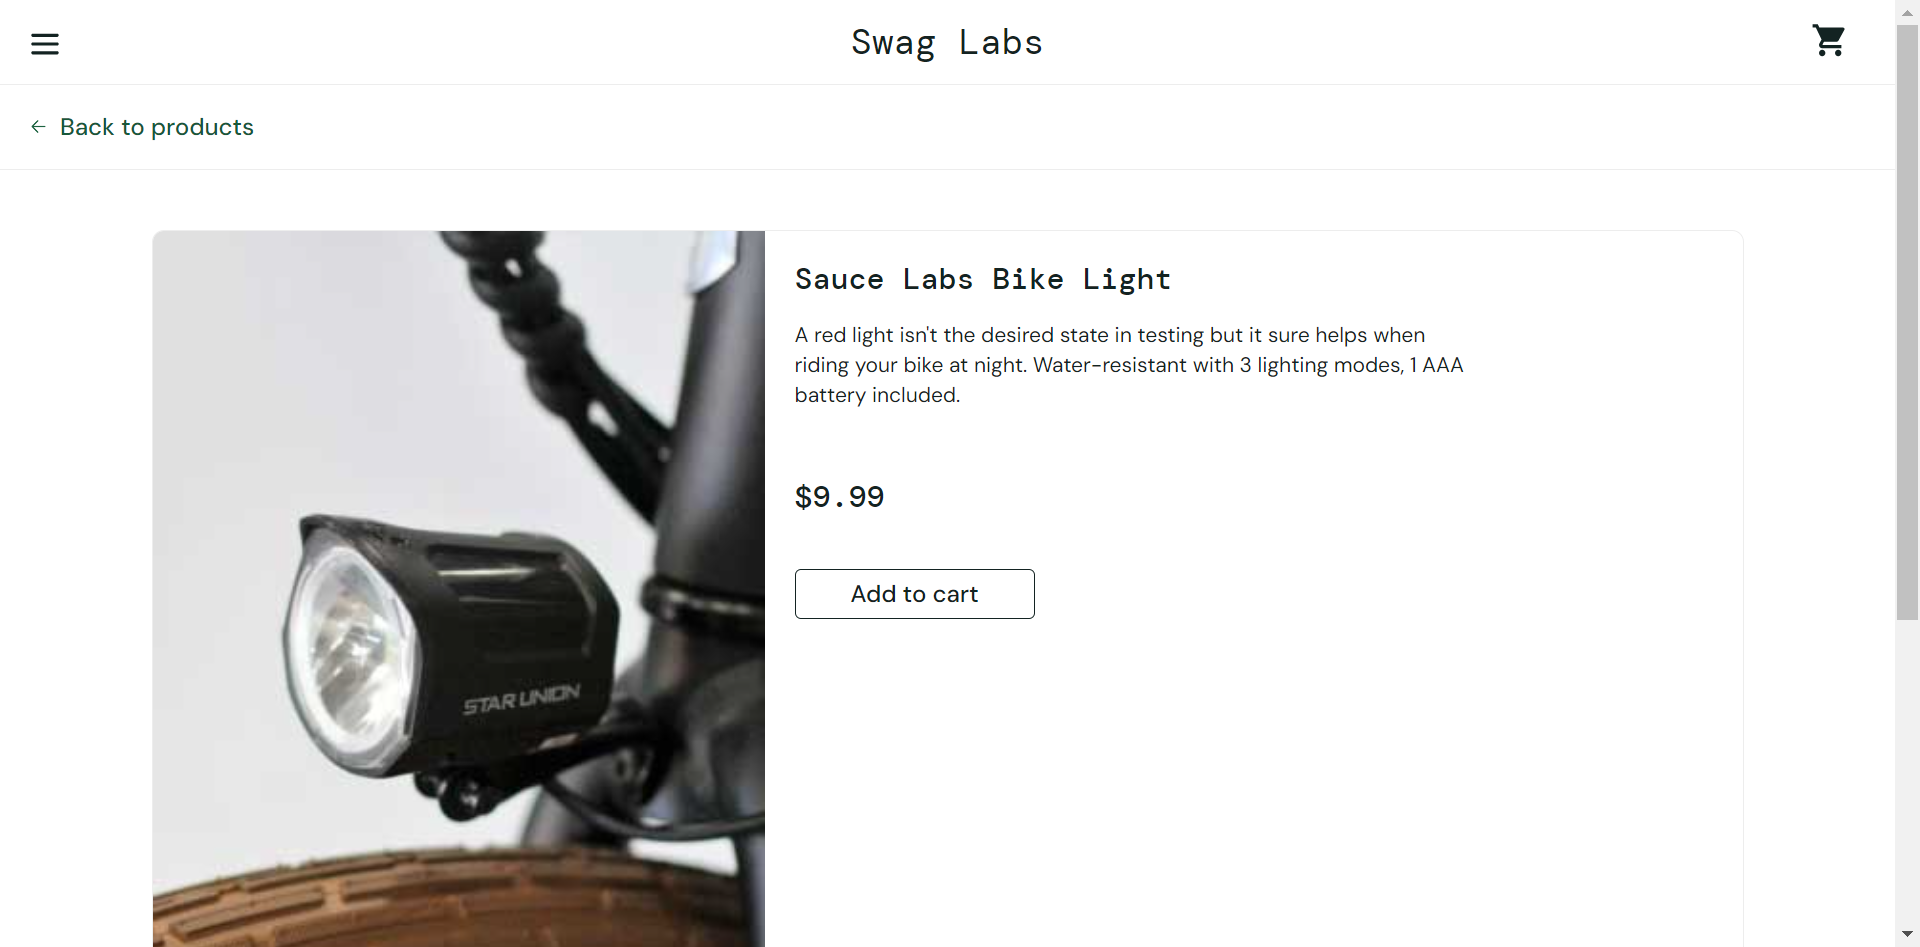 Swag Labs
Back to products
Sauce Labs Bike Light
A red light isn't the desired state in testing but it sure helps when
riding your bike at night. Water-resistant with 3 lighting modes, 1 AAA
battery included.
$9.99
Add to cart
STAR UNION